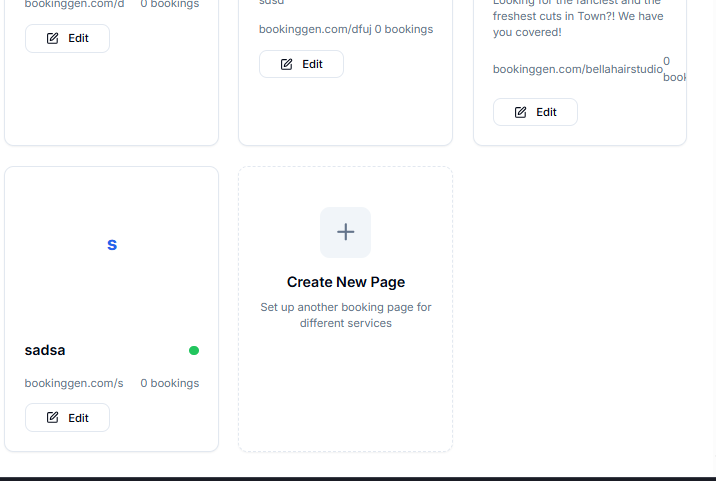 bookinggen.com/d 0 bookings
Edit
sdsd
bookinggen.com/dfuj 0 bookings
Edit
Looking for the fanciest and the
freshest cuts in Town?! We have
you covered!
bookinggen.com/bellahairstudio 0
Edit
s
sadsa
bookinggen.com/s 0 bookings
Edit
Create New Page
Set up another booking page for
different services